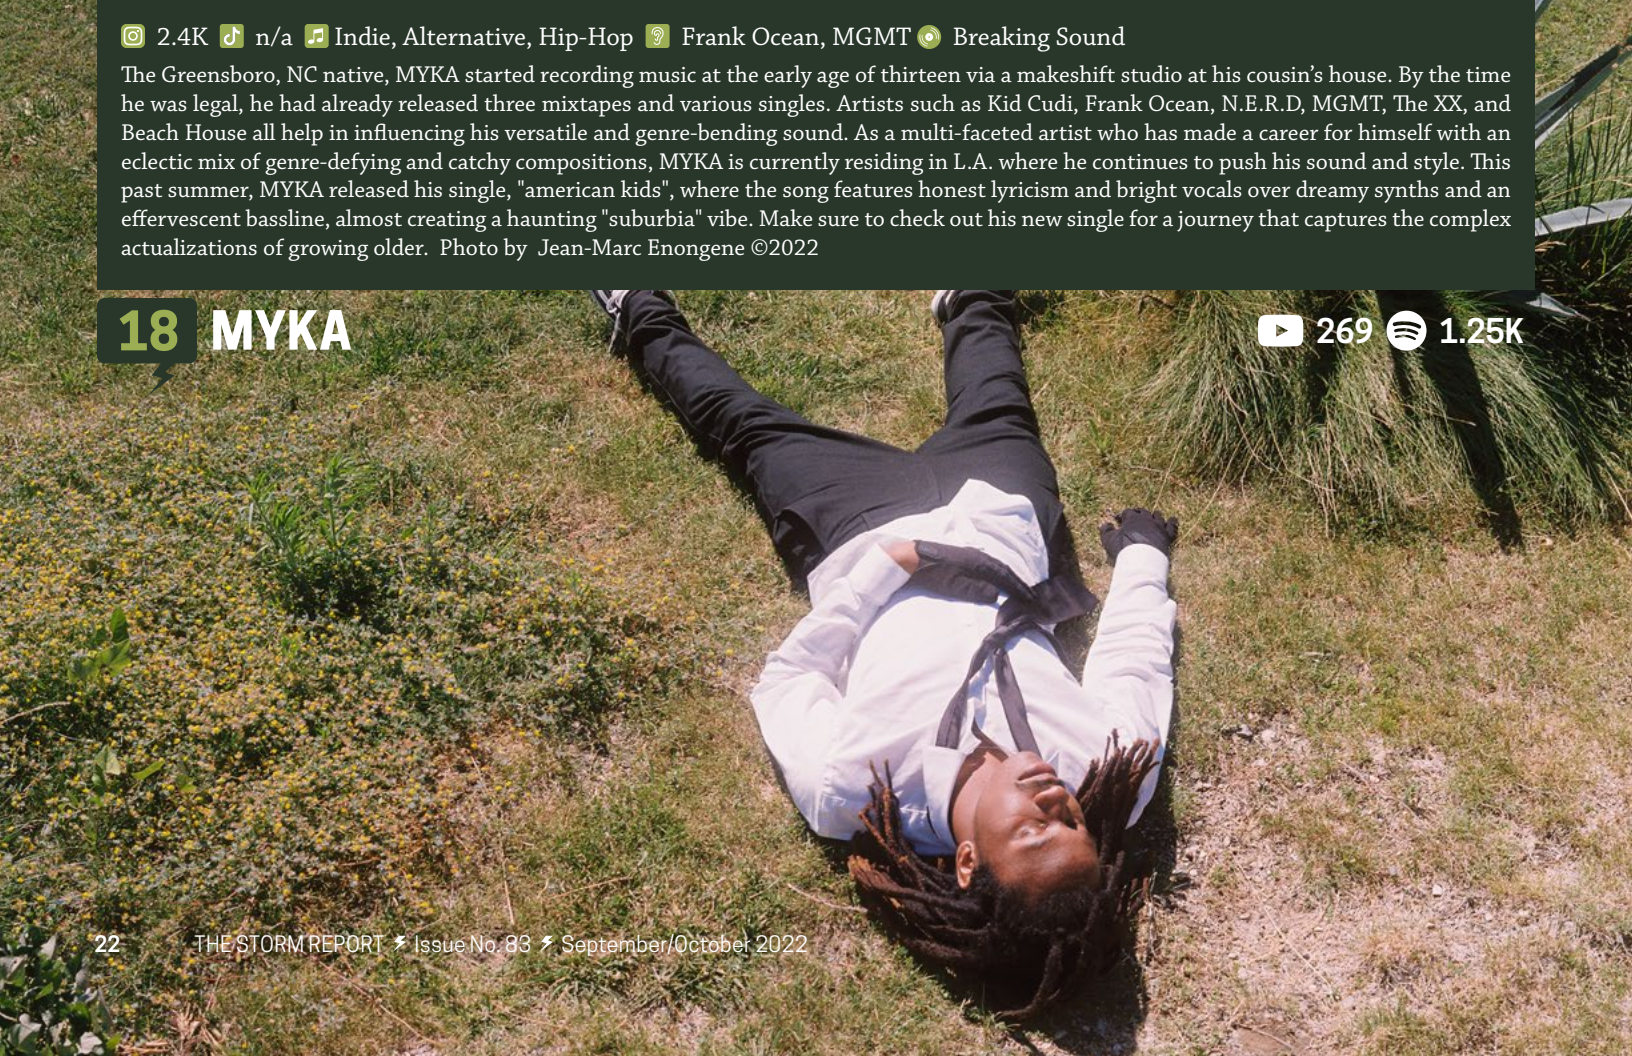 2.4K n/a Indie, Alternative, Hip-Hop Frank Ocean, MGMT Breaking Sound
The Greensboro, NC native, MYKA started recording music at the early age of thirteen via a makeshift studio at his cousin’s house. By the time
he was legal, he had already released three mixtapes and various singles. Artists such as Kid Cudi, Frank Ocean, N.E.R.D, MGMT, The XX, and
Beach House all help in influencing his versatile and genre-bending sound. As a multi-faceted artist who has made a career for himself with an
eclectic mix of genre-defying and catchy compositions, MYKA is currently residing in L.A. where he continues to push his sound and style. This
past summer, MYKA released his single, "american kids", where the song features honest lyricism and bright vocals over dreamy synths and an
effervescent bassline, almost creating a haunting "suburbia" vibe. Make sure to check out his new single for a journey that captures the complex
actualizations of growing older. Photo by Jean-Marc Enongene ©2022
18 MYKA 269 1.25K
22 THE STORM REPORT Issue No. 83 September/October 2022